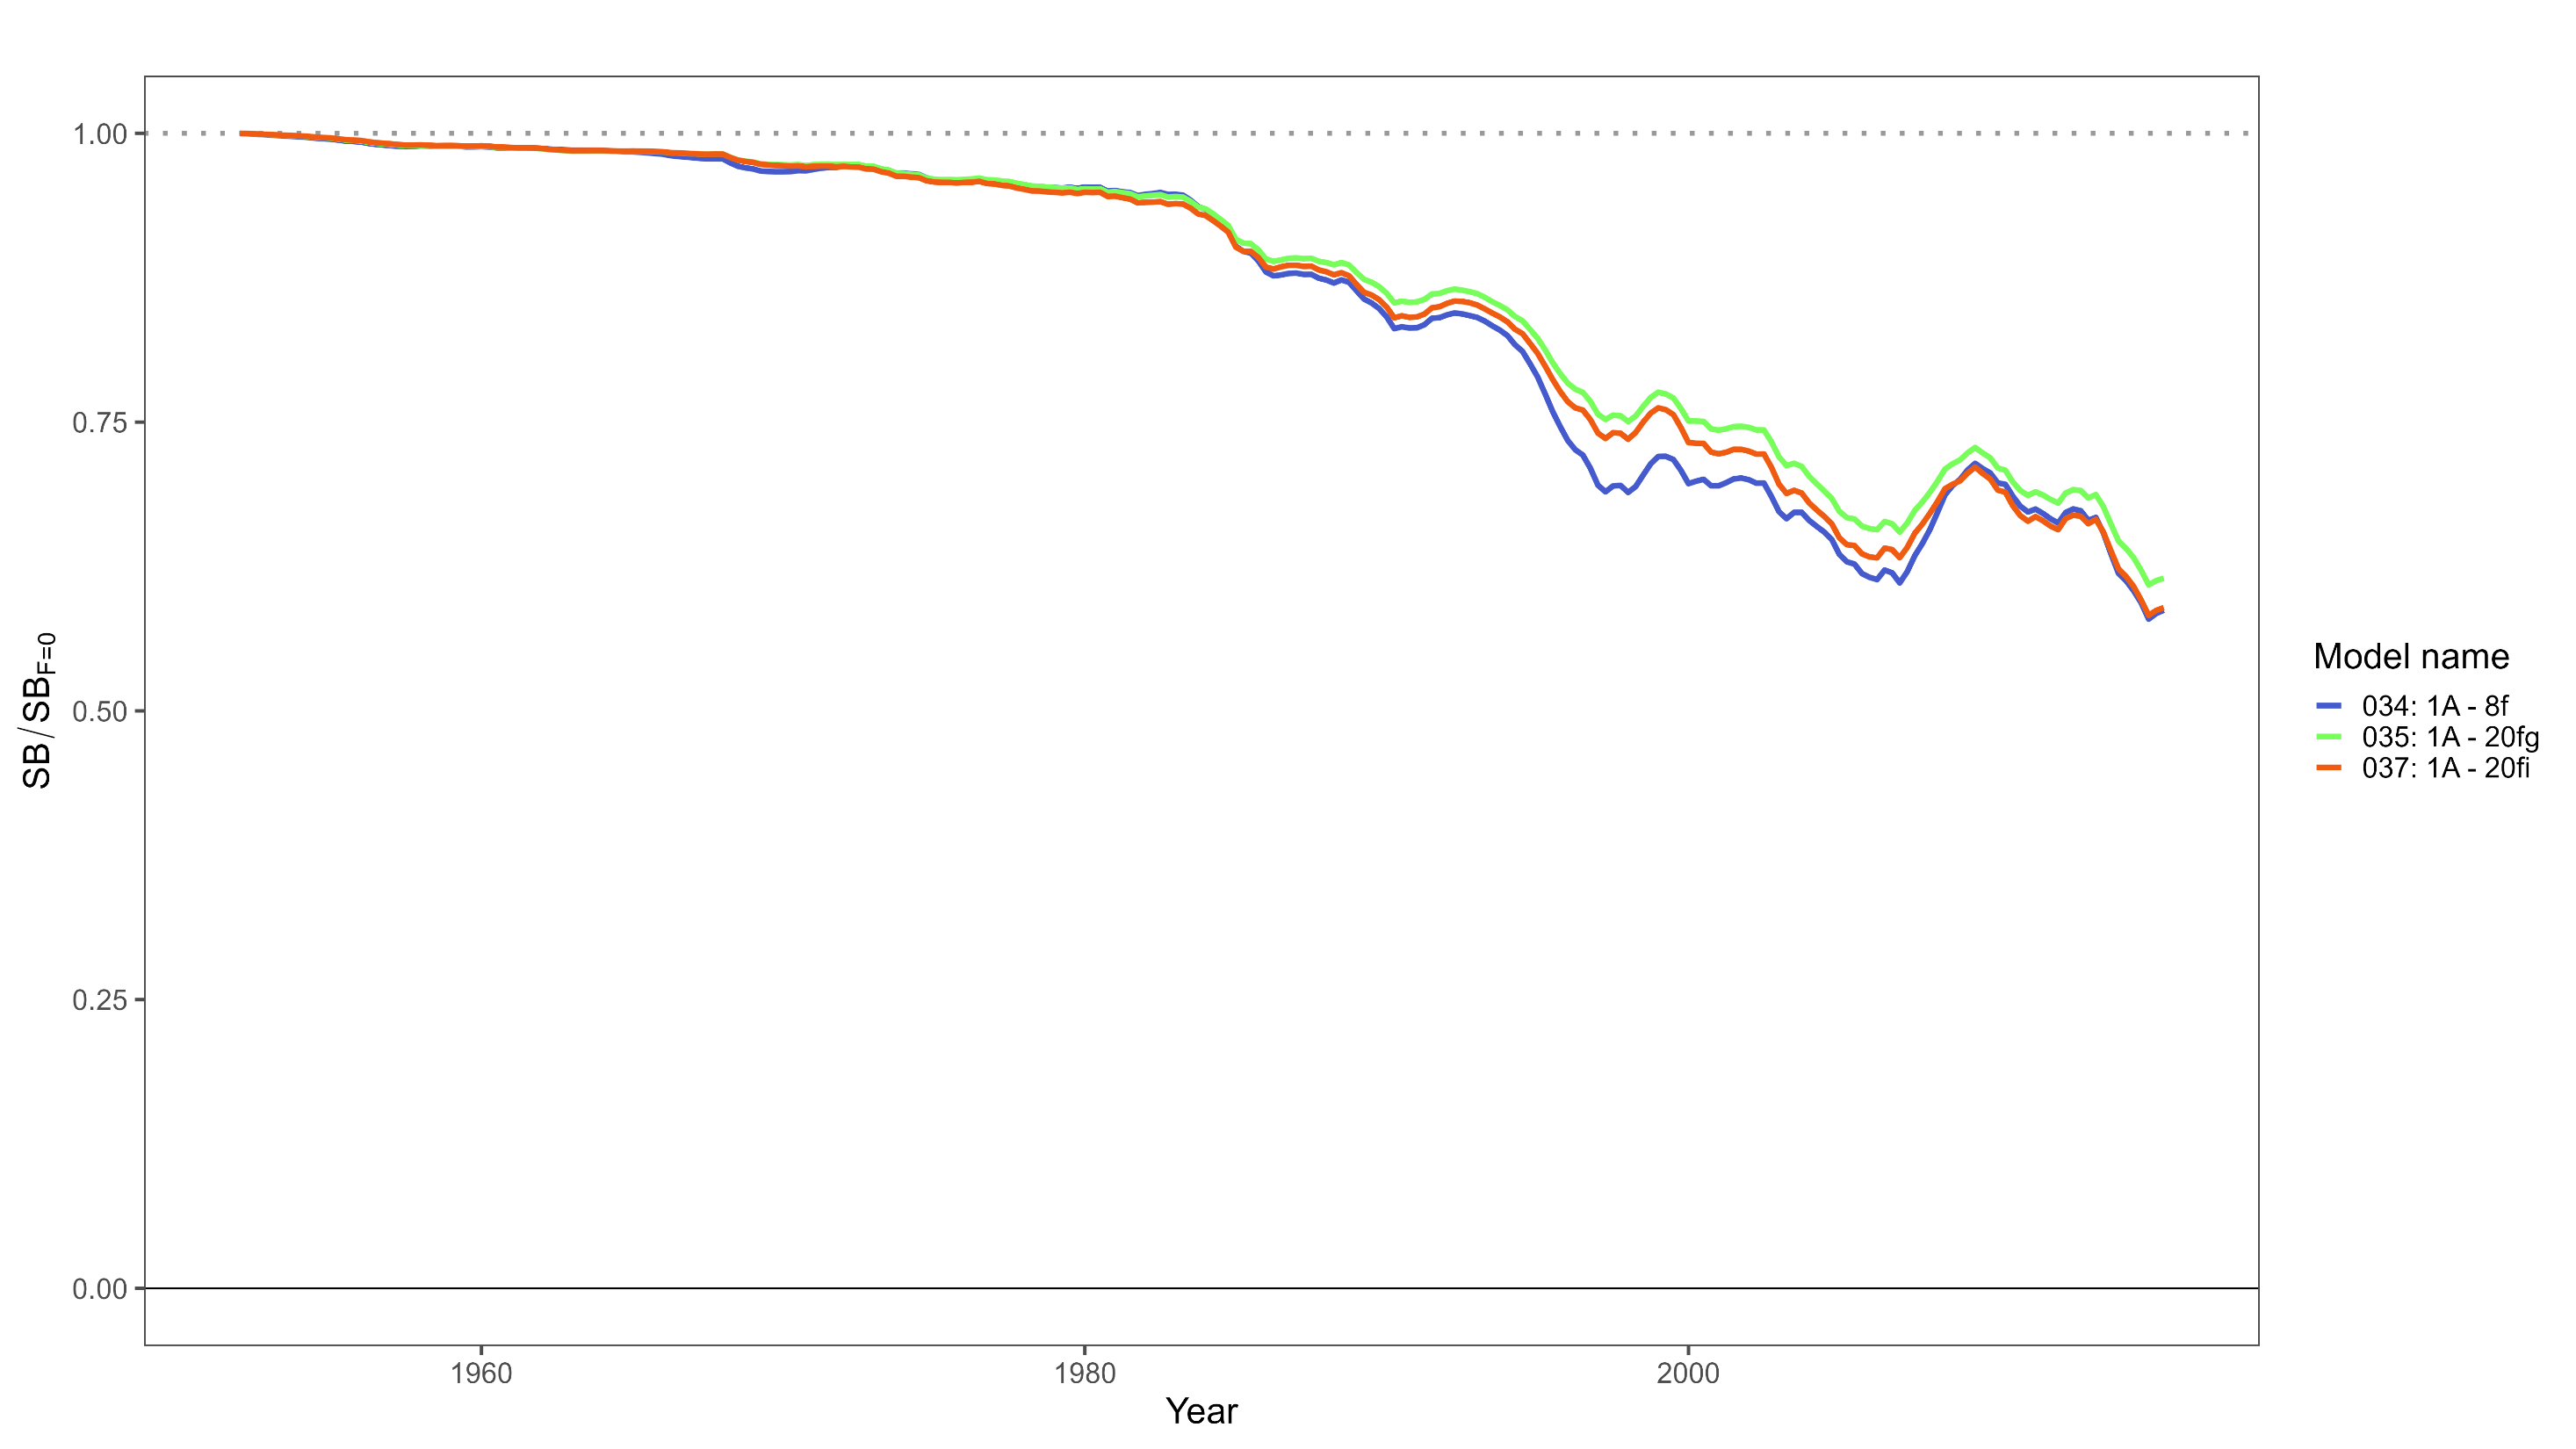 1.00
0.75
0.50
0.25
0.00
SB/SBF=0
1960
1980
2000
Year
Model name
034: 1A - 8f
035: 1A - 20fg
037: 1A - 20fi